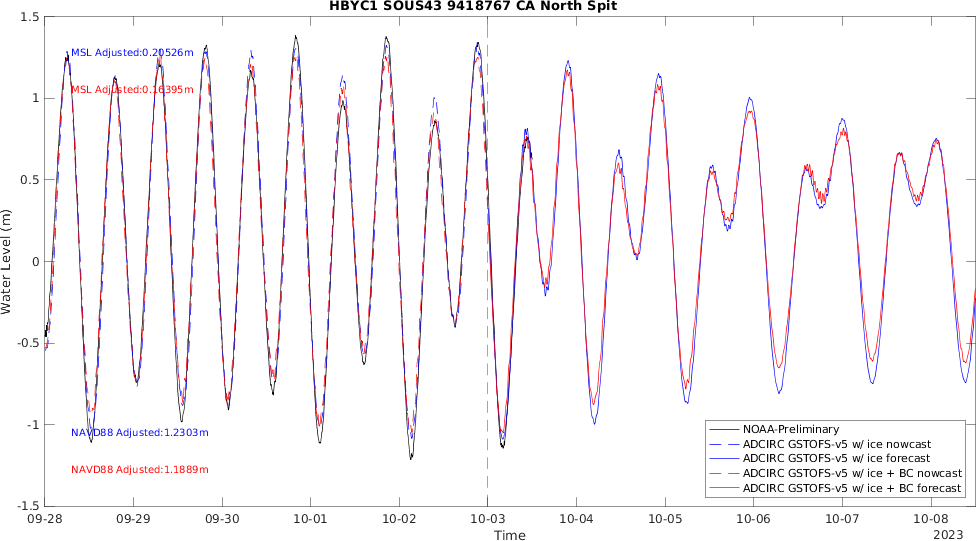 HBYC1 SOUS43 9418767 CA North Spit
1.5
MSL Adjusted:0.20526m
MSL Adjusted:0.16395m
1
0.5
Water Level (m)
0
-0.5
-1
NAVD88 Adjusted:1.2303m
NAVD88 Adjusted:1.1889m
-1.5
NOAA-Preliminary
ADCIRC GSTOFS-v5 w/ ice nowcast
ADCIRC GSTOFS-v5 w/ ice forecast
ADCIRC GSTOFS-v5 w/ ice + BC nowcast
ADCIRC GSTOFS-v5 w/ ice + BC forecast
09-28 09-29 09-30 10-01 10-02 10-03 10-04 10-05 10-06 10-07 10-08
Time
2023